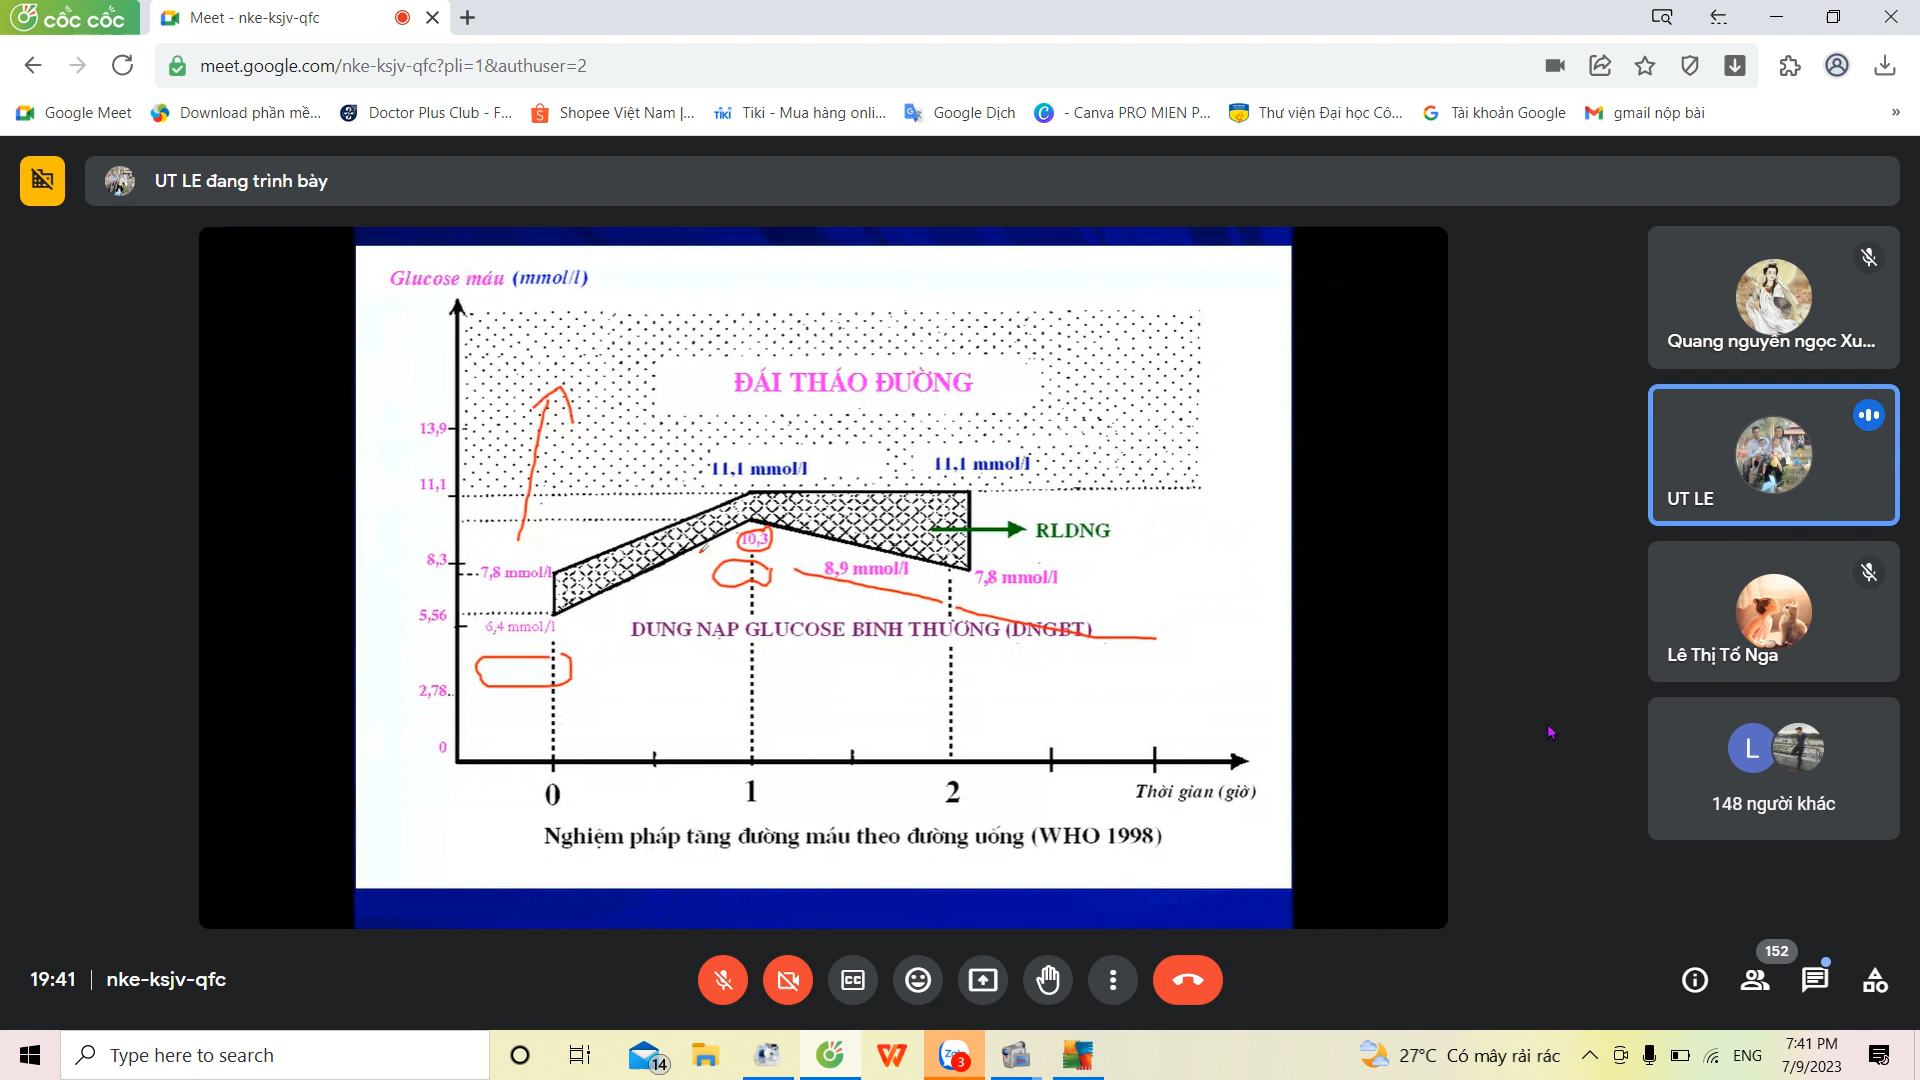 cốc cốc
Meet - nke-ksjv-qfc
meet.google.com/nke-ksjv-qfc?pli=1&authuser=2
Google Meet
Download phần mề...
Doctor Plus Club - F...
Shopee Việt Nam |...
Tiki - Mua hàng onli...
Google Dịch
- Canva PRO MIEN P...
Thư viện Đại học Cô...
Tài khoản Google
gmail nộp bài
»
UT LE đang trình bày
Glucose máu (mmol/l)
ĐÁI THÁO ĐƯỜNG
13,9
11,1 mmol/l
11,1 mmol/l
11,1
RLDNG
10,3
8,3
7,8 mmol/l
8,9 mmol/l
7,8 mmol/l
5,56
6,4 mmol/l
DUNG NẠP GLUCOSE BÌNH THƯỜNG (DNGBT)
2,78
0
0
1
2
Thời gian (giờ)
Nghiệm pháp tăng đường máu theo đường uống (WHO 1998)
Quang nguyễn ngọc Xu...
UT LE
Lê Thị Tố Nga
L
148 người khác
19:41
nke-ksjv-qfc
CC
152
Type here to search
14
Zalo
3
27°C Có mây rải rác
ENG
7:41 PM
7/9/2023